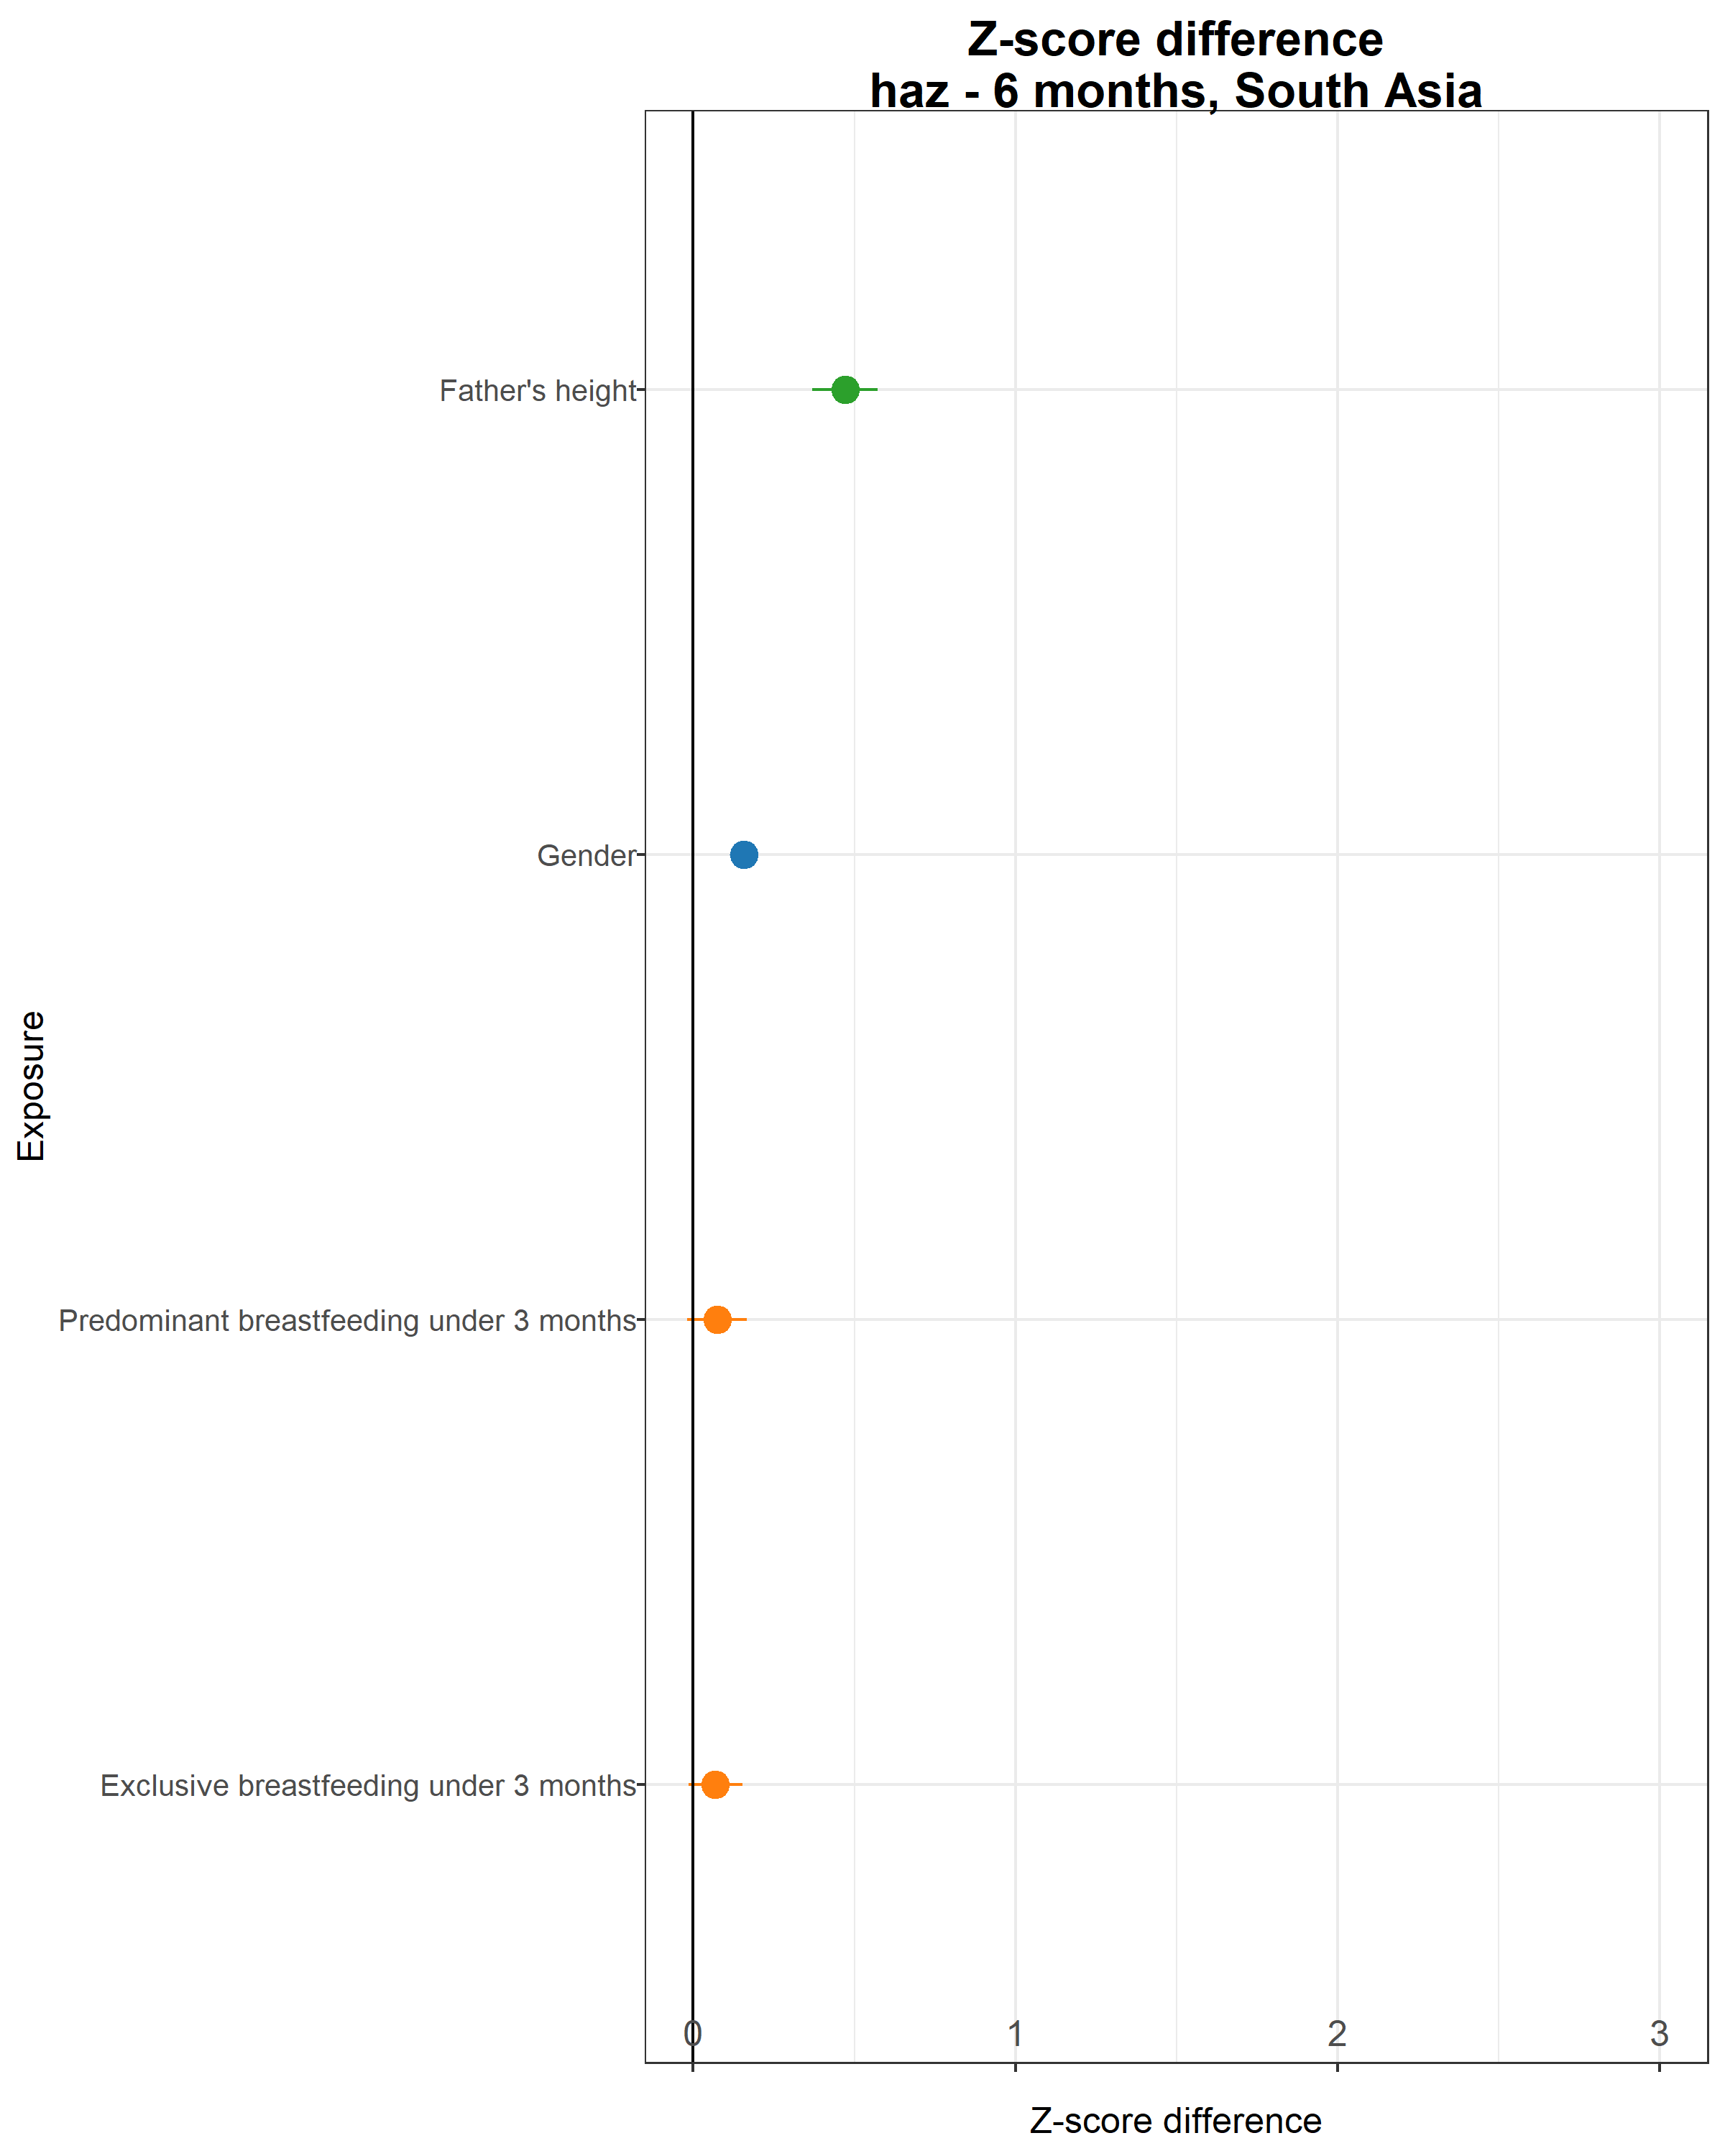 Z-score difference
haz - 6 months, South Asia
Father's height
Gender
Predominant breastfeeding under 3 months
Exclusive breastfeeding under 3 months
Exposure
0 1 2 3
Z-score difference